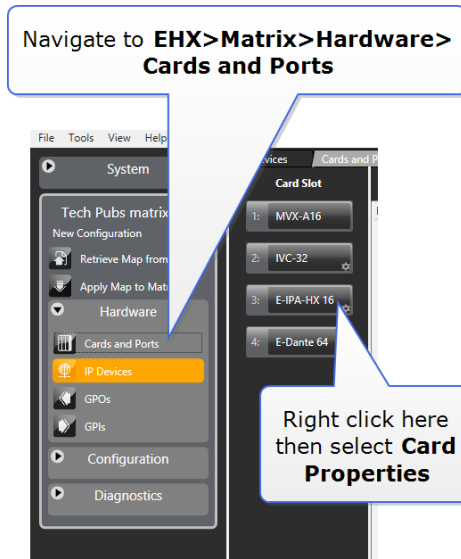 Navigate to EHX>Matrix>Hardware>
Cards and Ports
File Tools View Help
System
Tech Pubs matrix
New Configuration
Retrieve Map from
Apply Map to Mat
Hardware
Cards and Ports
IP Devices
GPOs
GPIs
Configuration
Diagnostics
vices Cards and P
Card Slot
1: MVX-A16
2: IVC-32
3: E-IPA-HX 16
4: E-Dante 64
Right click here
then select Card
Properties